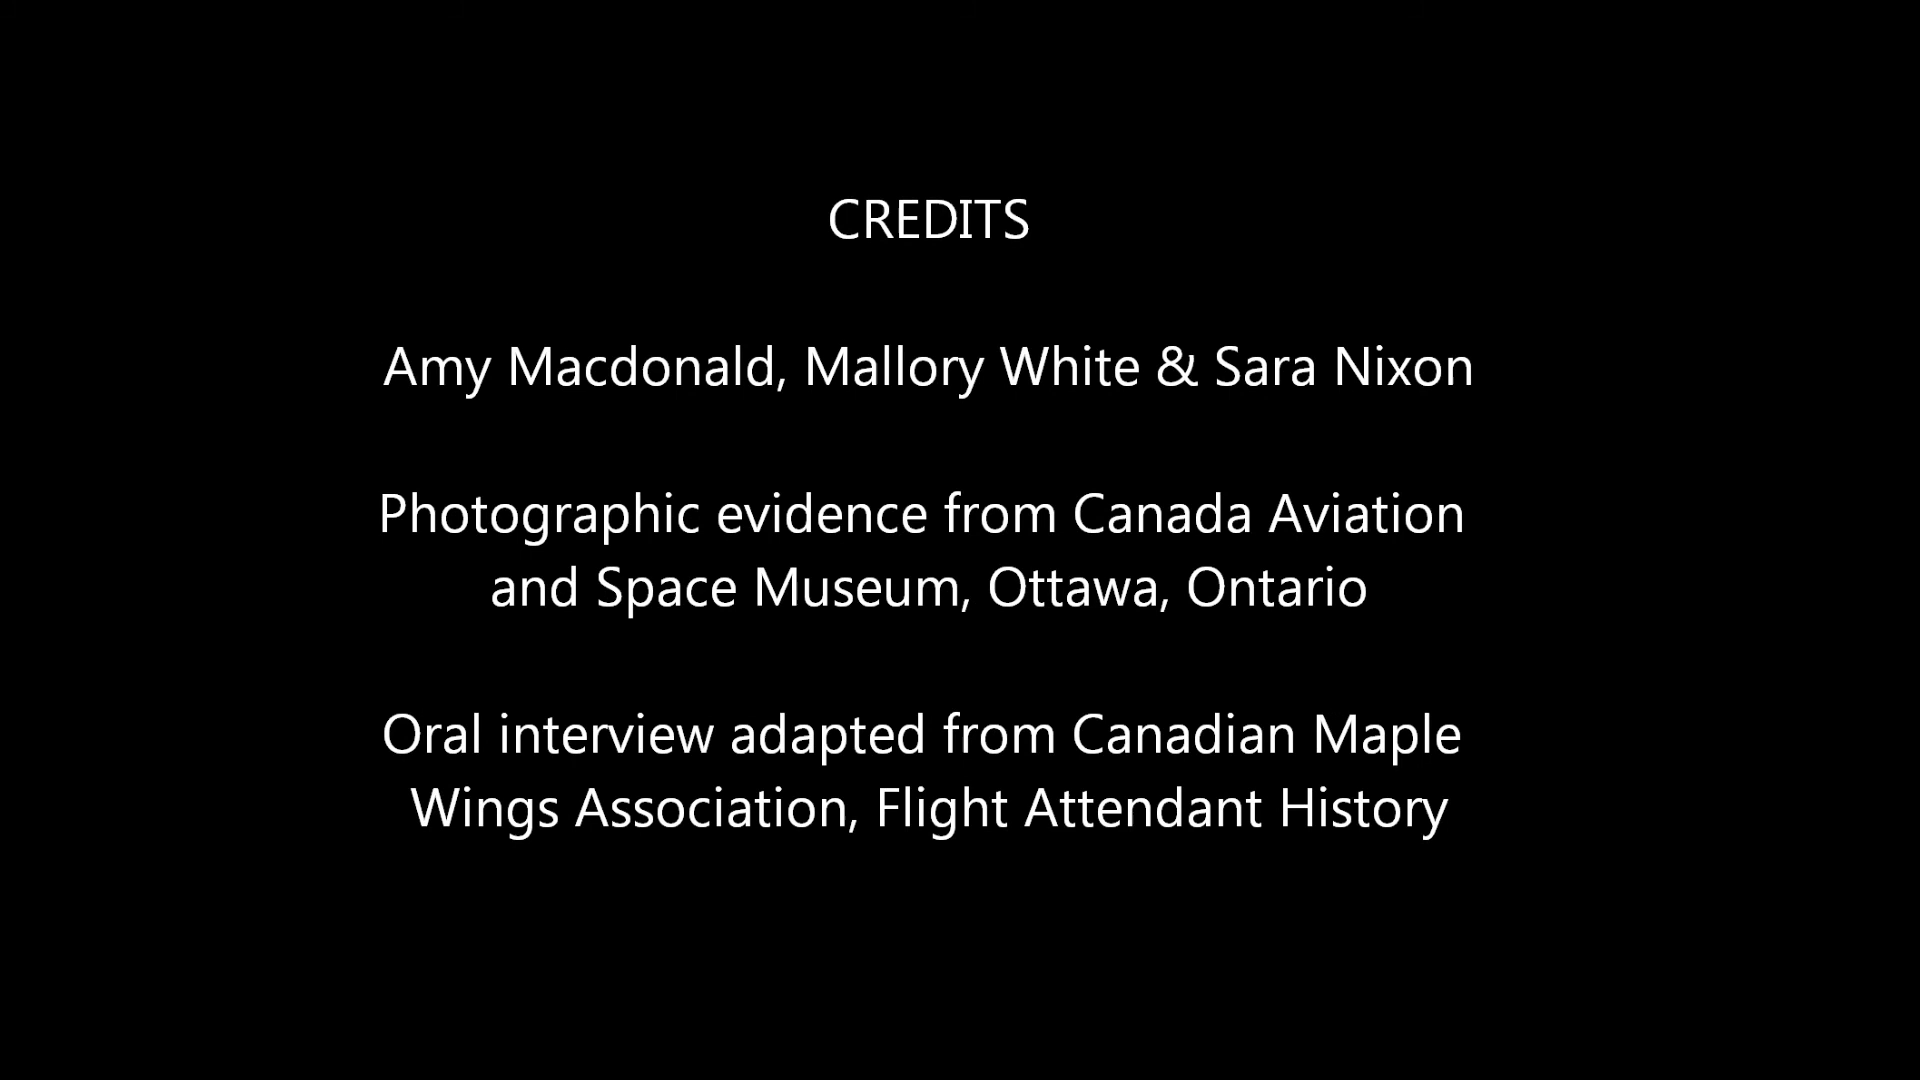 CREDITS
Amy Macdonald, Mallory White & Sara Nixon
Photographic evidence from Canada Aviation
and Space Museum, Ottawa, Ontario
Oral interview adapted from Canadian Maple
Wings Association, Flight Attendant History